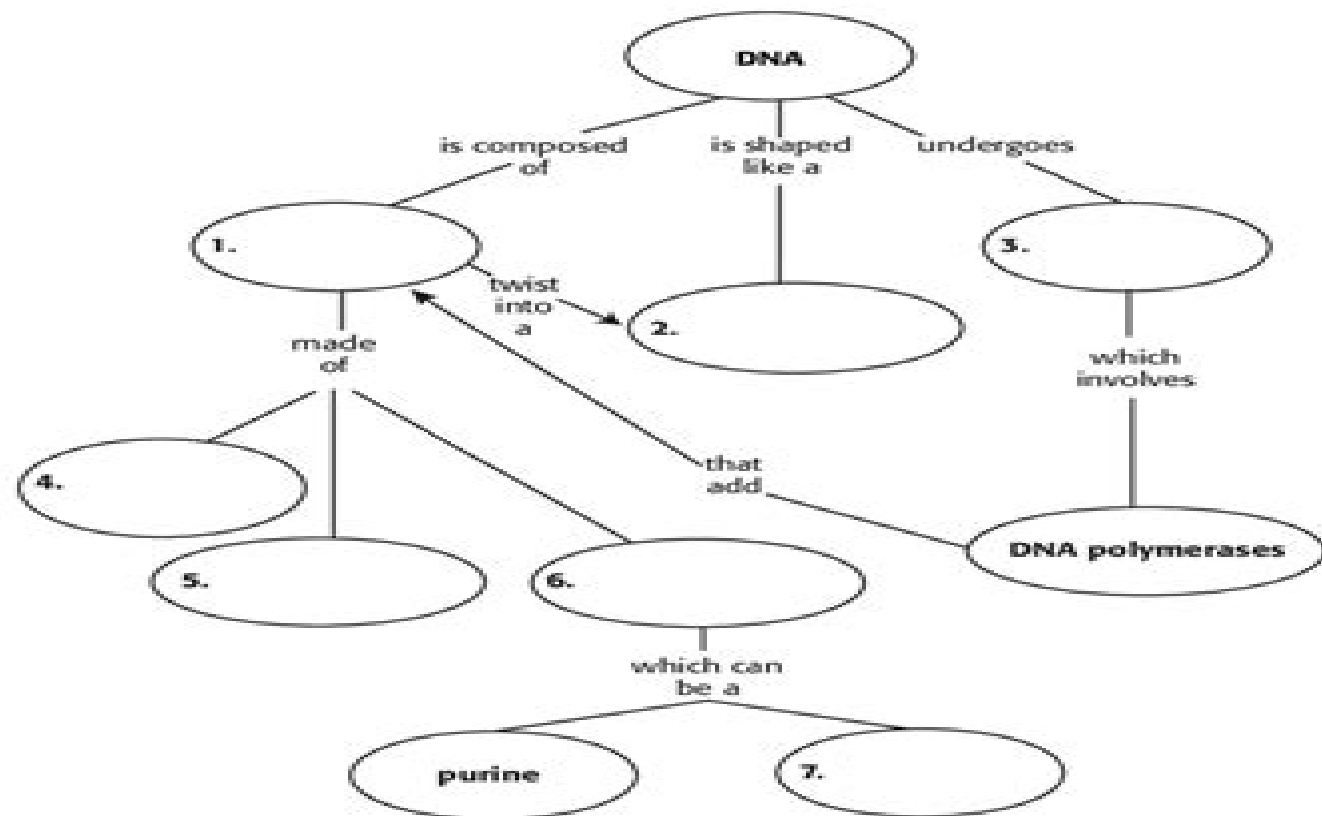 DNA
is composed
of
is shaped
like a
undergoes
1.
twist
into
a
2.
3.
made
of
which
involves
4.
that
add
5.
6.
DNA polymerases
which can
be a
purine
7.